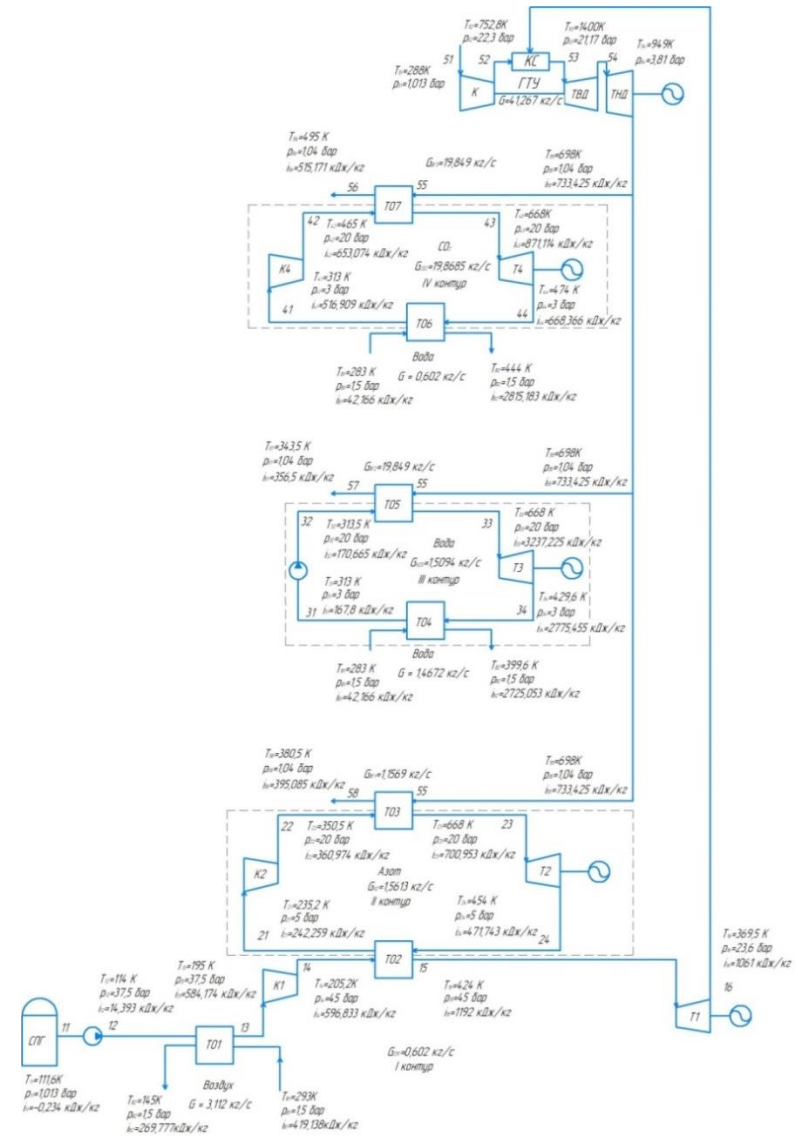 T₅₂=752,8К
p₅₂=22,3 бар
T₅₃=1400К
p₅₃=21,17 бар
T₅₄=949К
p₅₄=3,81 бар
51
52
КС
53
54
T₅₁=288К
p₅₁=1,013 бар
К
ГТУ
G=41,267 кг/с
ТВД
ТНД
T₅₆=495 К
p₅₆=1,04 бар
i₅₆=515,171 кДж/кг
=19,849 кг/с
T₅₅=698К
p₅₅=1,04 бар
i₅₅=733,425 кДж/кг
56
ТО7
55
42
T₄₂=465 К
p₄₂=20 бар
i₄₂=653,074 кДж/кг
43
T₄₃=668К
p₄₃=20 бар
i₄₃=871,114 кДж/кг
К4
CO₂
=19,8685 кг/с
IV контур
Т4
T₄₁=313 К
p₄₁=3 бар
i₄₁=516,909 кДж/кг
T₄₄=474 К
p₄₄=3 бар
i₄₄=668,366 кДж/кг
41
ТО6
44
Вода
G = 0,602 кг/с
=283 К
=1,5 бар
=42,166 кДж/кг
=444 К
=1,5 бар
=2815,183 кДж/кг
T₅₇=343,5 К
p₅₇=1,04 бар
i₅₇=356,5 кДж/кг
=19,849 кг/с
T₅₅=698К
p₅₅=1,04 бар
i₅₅=733,425 кДж/кг
57
ТО5
55
32
T₃₂=313,5 К
p₃₂=20 бар
i₃₂=170,665 кДж/кг
33
T₃₃=668 К
p₃₃=20 бар
i₃₃=3237,225 кДж/кг
Вода
=1,5094 кг/с
III контур
Т3
T₃₁=313 К
p₃₁=3 бар
i₃₁=167,8 кДж/кг
T₃₄=429,6 К
p₃₄=3 бар
i₃₄=2775,455 кДж/кг
31
ТО4
34
Вода
G = 1,4672 кг/с
=283 К
=1,5 бар
=42,166 кДж/кг
=399,6 К
=1,5 бар
=2725,053 кДж/кг
T₅₈=380,5 К
p₅₈=1,04 бар
i₅₈=395,085 кДж/кг
=1,1569 кг/с
T₅₅=698К
p₅₅=1,04 бар
i₅₅=733,425 кДж/кг
58
ТО3
55
22
T₂₂=350,5 К
p₂₂=20 бар
i₂₂=360,974 кДж/кг
T₂₃=668 К
p₂₃=20 бар
i₂₃=700,953 кДж/кг
23
К2
Азот
=1,5613 кг/с
II контур
Т2
T₂₁=235,2 К
p₂₁=5 бар
i₂₁=242,259 кДж/кг
T₂₄=454 К
p₂₄=5 бар
i₂₄=471,743 кДж/кг
21
24
ТО2
14
15
T₁₂=114 К
p₁₂=37,5 бар
i₁₂=14,393 кДж/кг
T₁₃=195 К
p₁₃=37,5 бар
i₁₃=584,174 кДж/кг
К1
T₁₄=205,2К
p₁₄=45 бар
i₁₄=596,833 кДж/кг
T₁₅=424 К
p₁₅=45 бар
i₁₅=1192 кДж/кг
T₁₆=369,5 К
p₁₆=23,6 бар
i₁₆=1061 кДж/кг
16
Т1
СПГ
11
12
ТО1
13
=0,602 кг/с
I контур
T₁₁=111,6К
p₁₁=1,013 бар
i₁₁=-0,234 кДж/кг
Воздух
G = 3,112 кг/с
=145К
=1,5 бар
=269,777кДж/кг
=293К
=1,5 бар
=419,138кДж/кг